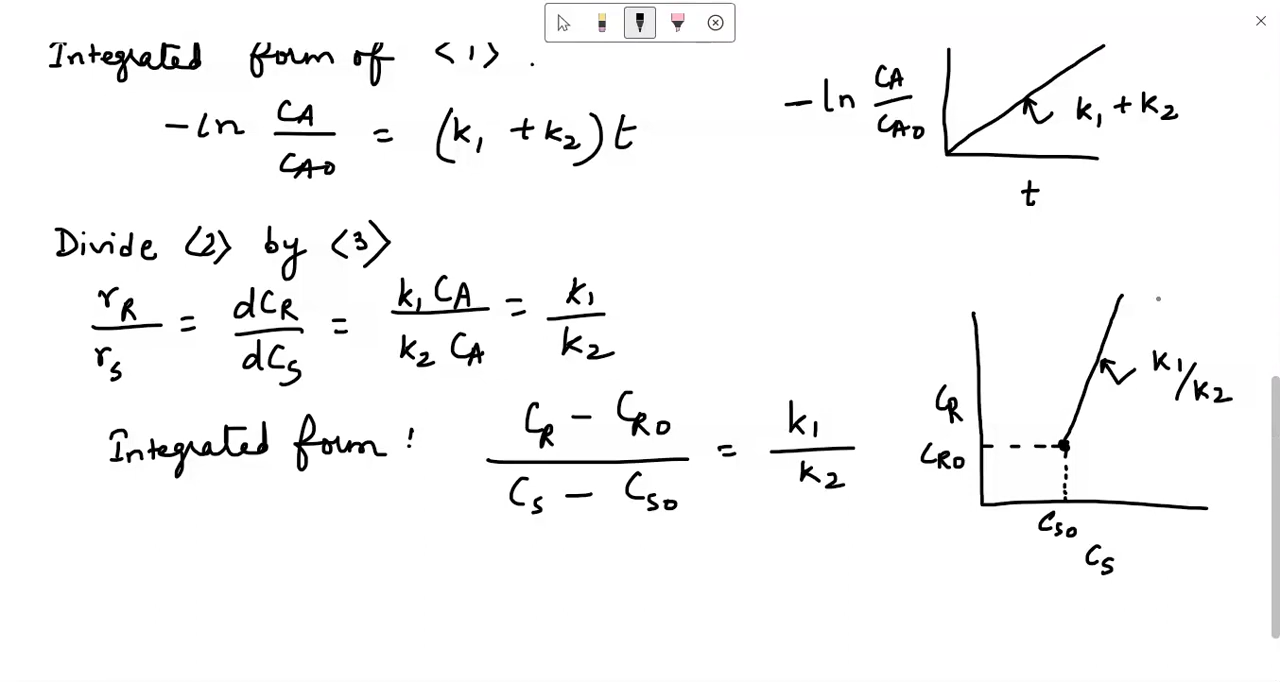 Integrated form of <1> .
-ln CA/CA0 = (k1 + k2) t
-ln CA/CA0
k1 + k2
t
Divide <2> by <3>
rR/rs = dCR/dCs = k1 CA/k2 CA = k1/k2
Integrated form : CR - CR0/Cs - Cs0 = k1/k2
k1/k2
CR
CR0
Cs0
Cs